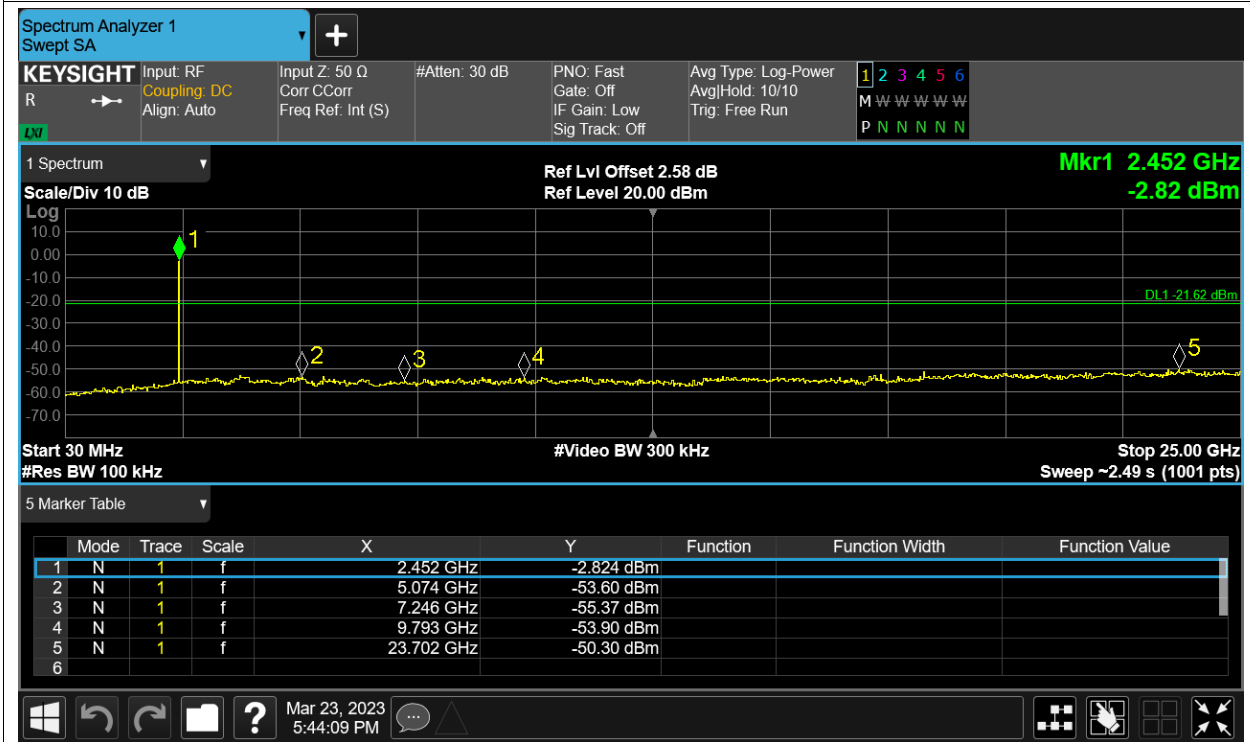 Spectrum Analyzer 1
Swept SA
+
KEYSIGHT Input: RF Input Z: 50 Ω #Atten: 30 dB PNO: Fast Avg Type: Log-Power 1 2 3 4 5 6
R Coupling: DC Corr CCorr Gate: Off Avg|Hold: 10/10 M W W W W W
Align: Auto Freq Ref: Int (S) IF Gain: Low Trig: Free Run
LXI Sig Track: Off P N N N N N
1 Spectrum Ref Lvl Offset 2.58 dB Mkr1 2.452 GHz
Scale/Div 10 dB Ref Level 20.00 dBm -2.82 dBm
Log
10.0
1
0.00
-10.0
-20.0 DL1 -21.62 dBm
-30.0
-40.0
2 3 4 5
-50.0
-60.0
-70.0
Start 30 MHz #Video BW 300 kHz Stop 25.00 GHz
#Res BW 100 kHz Sweep ~2.49 s (1001 pts)
5 Marker Table
Mode Trace Scale X Y Function Function Width Function Value
1 N 1 f 2.452 GHz -2.824 dBm
2 N 1 f 5.074 GHz -53.60 dBm
3 N 1 f 7.246 GHz -55.37 dBm
4 N 1 f 9.793 GHz -53.90 dBm
5 N 1 f 23.702 GHz -50.30 dBm
6
? Mar 23, 2023
5:44:09 PM